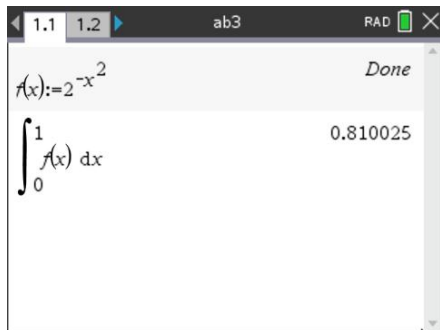 1.1 1.2 ab3 RAD
f(x):=2^-x^2 Done
∫₀¹ f(x) dx 0.810025